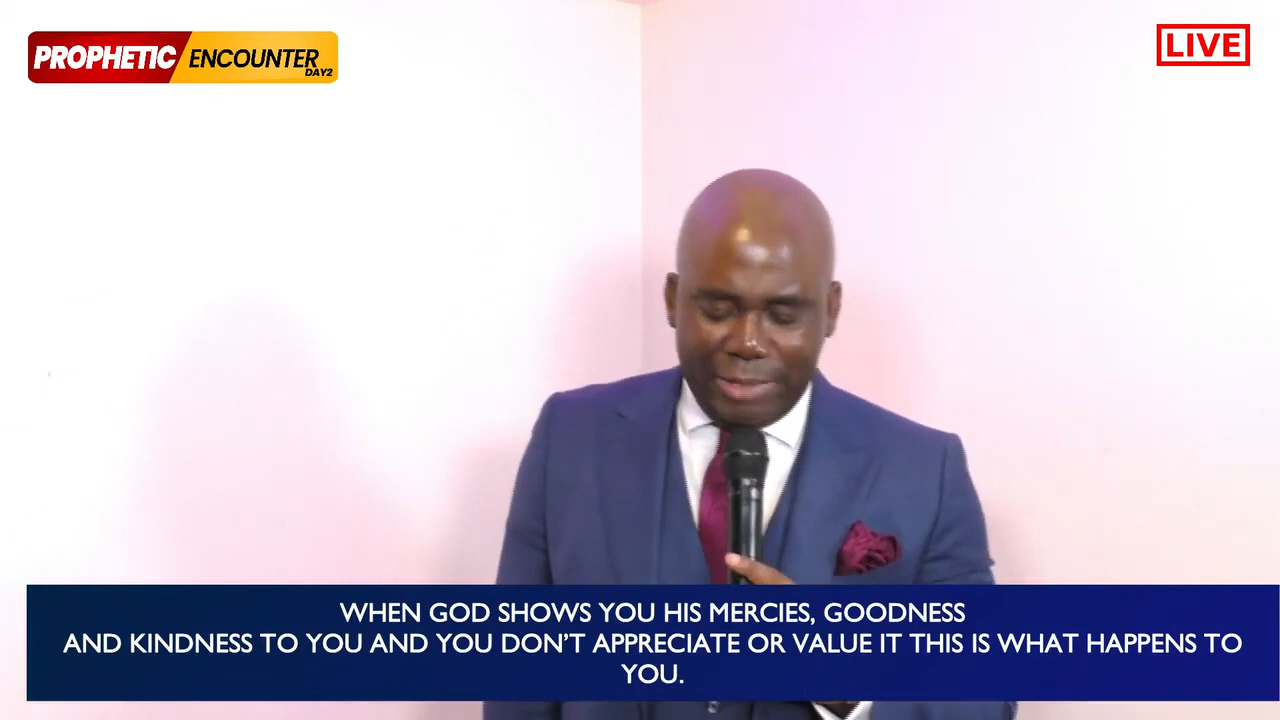 PROPHETIC ENCOUNTER
DAY2
LIVE
WHEN GOD SHOWS YOU HIS MERCIES, GOODNESS
AND KINDNESS TO YOU AND YOU DON’T APPRECIATE OR VALUE IT THIS IS WHAT HAPPENS TO
YOU.